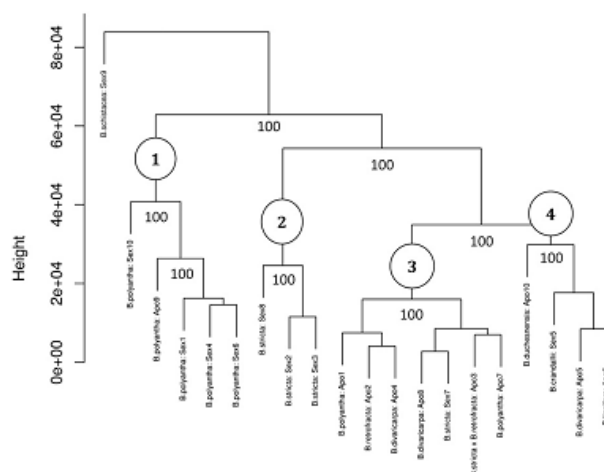 8e+04
6e+04
4e+04
2e+04
0e+00
Height
B.schistacea: Sex9
100
100
1
2
3
4
100
100
100
100
100
100
B.polyantha: Sex10
B.polyantha: Apo9
B.polyantha: Sex1
B.polyantha: Sex4
B.polyantha: Sex6
B.stricta: Sex8
B.stricta: Sex2
B.stricta: Sex3
B.polyantha: Apo1
B.retrofracta: Apo2
B.divaricarpa: Apo4
B.divaricarpa: Apo8
B.stricta: Sex7
.stricta x B.retrofracta: Apo3
B.polyantha: Apo7
B.duchesnensis: Apo10
B.crandallii: Sex5
B.divaricarpa: Apo5